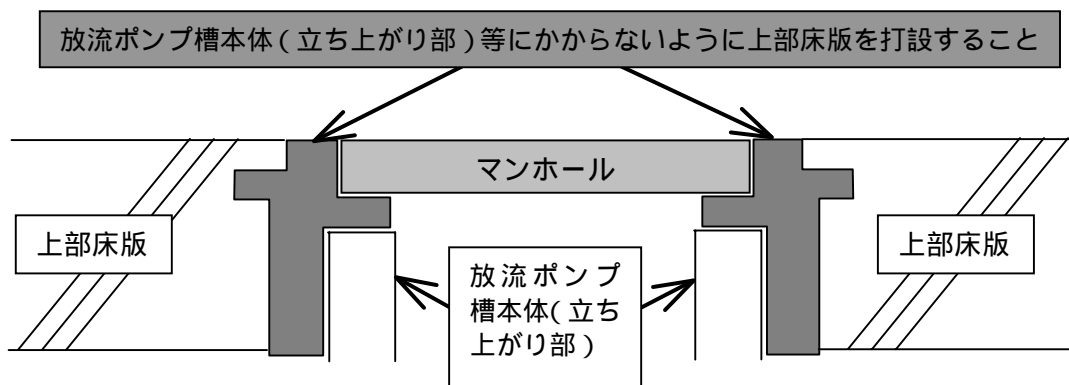 放流ポンプ槽本体(立ち上がり部)等にかからないように上部床版を打設すること
マンホール
上部床版
上部床版
放流ポンプ
槽本体(立ち
上がり部)